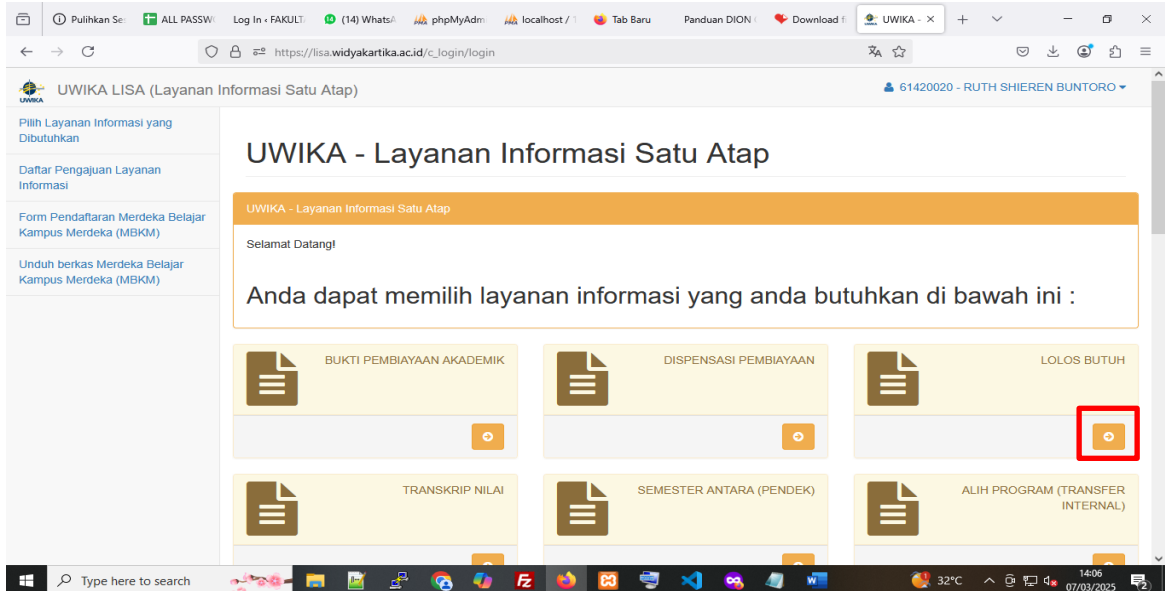 Pulihkan Se
ALL PASSW
Log In ‹ FAKULT
(14) WhatsA
phpMyAdm
localhost / 1
Tab Baru
Panduan DION
Download f
UWIKA -
https://lisa.widyakartika.ac.id/c_login/login
UWIKA LISA (Layanan Informasi Satu Atap)
61420020 - RUTH SHIEREN BUNTORO
Pilih Layanan Informasi yang
Dibutuhkan
Daftar Pengajuan Layanan
Informasi
Form Pendaftaran Merdeka Belajar
Kampus Merdeka (MBKM)
Unduh berkas Merdeka Belajar
Kampus Merdeka (MBKM)
UWIKA - Layanan Informasi Satu Atap
UWIKA - Layanan Informasi Satu Atap
Selamat Datang!
Anda dapat memilih layanan informasi yang anda butuhkan di bawah ini :
BUKTI PEMBIAYAAN AKADEMIK
DISPENSASI PEMBIAYAAN
LOLOS BUTUH
TRANSKRIP NILAI
SEMESTER ANTARA (PENDEK)
ALIH PROGRAM (TRANSFER
INTERNAL)
Type here to search
32°C
14:06
07/03/2025